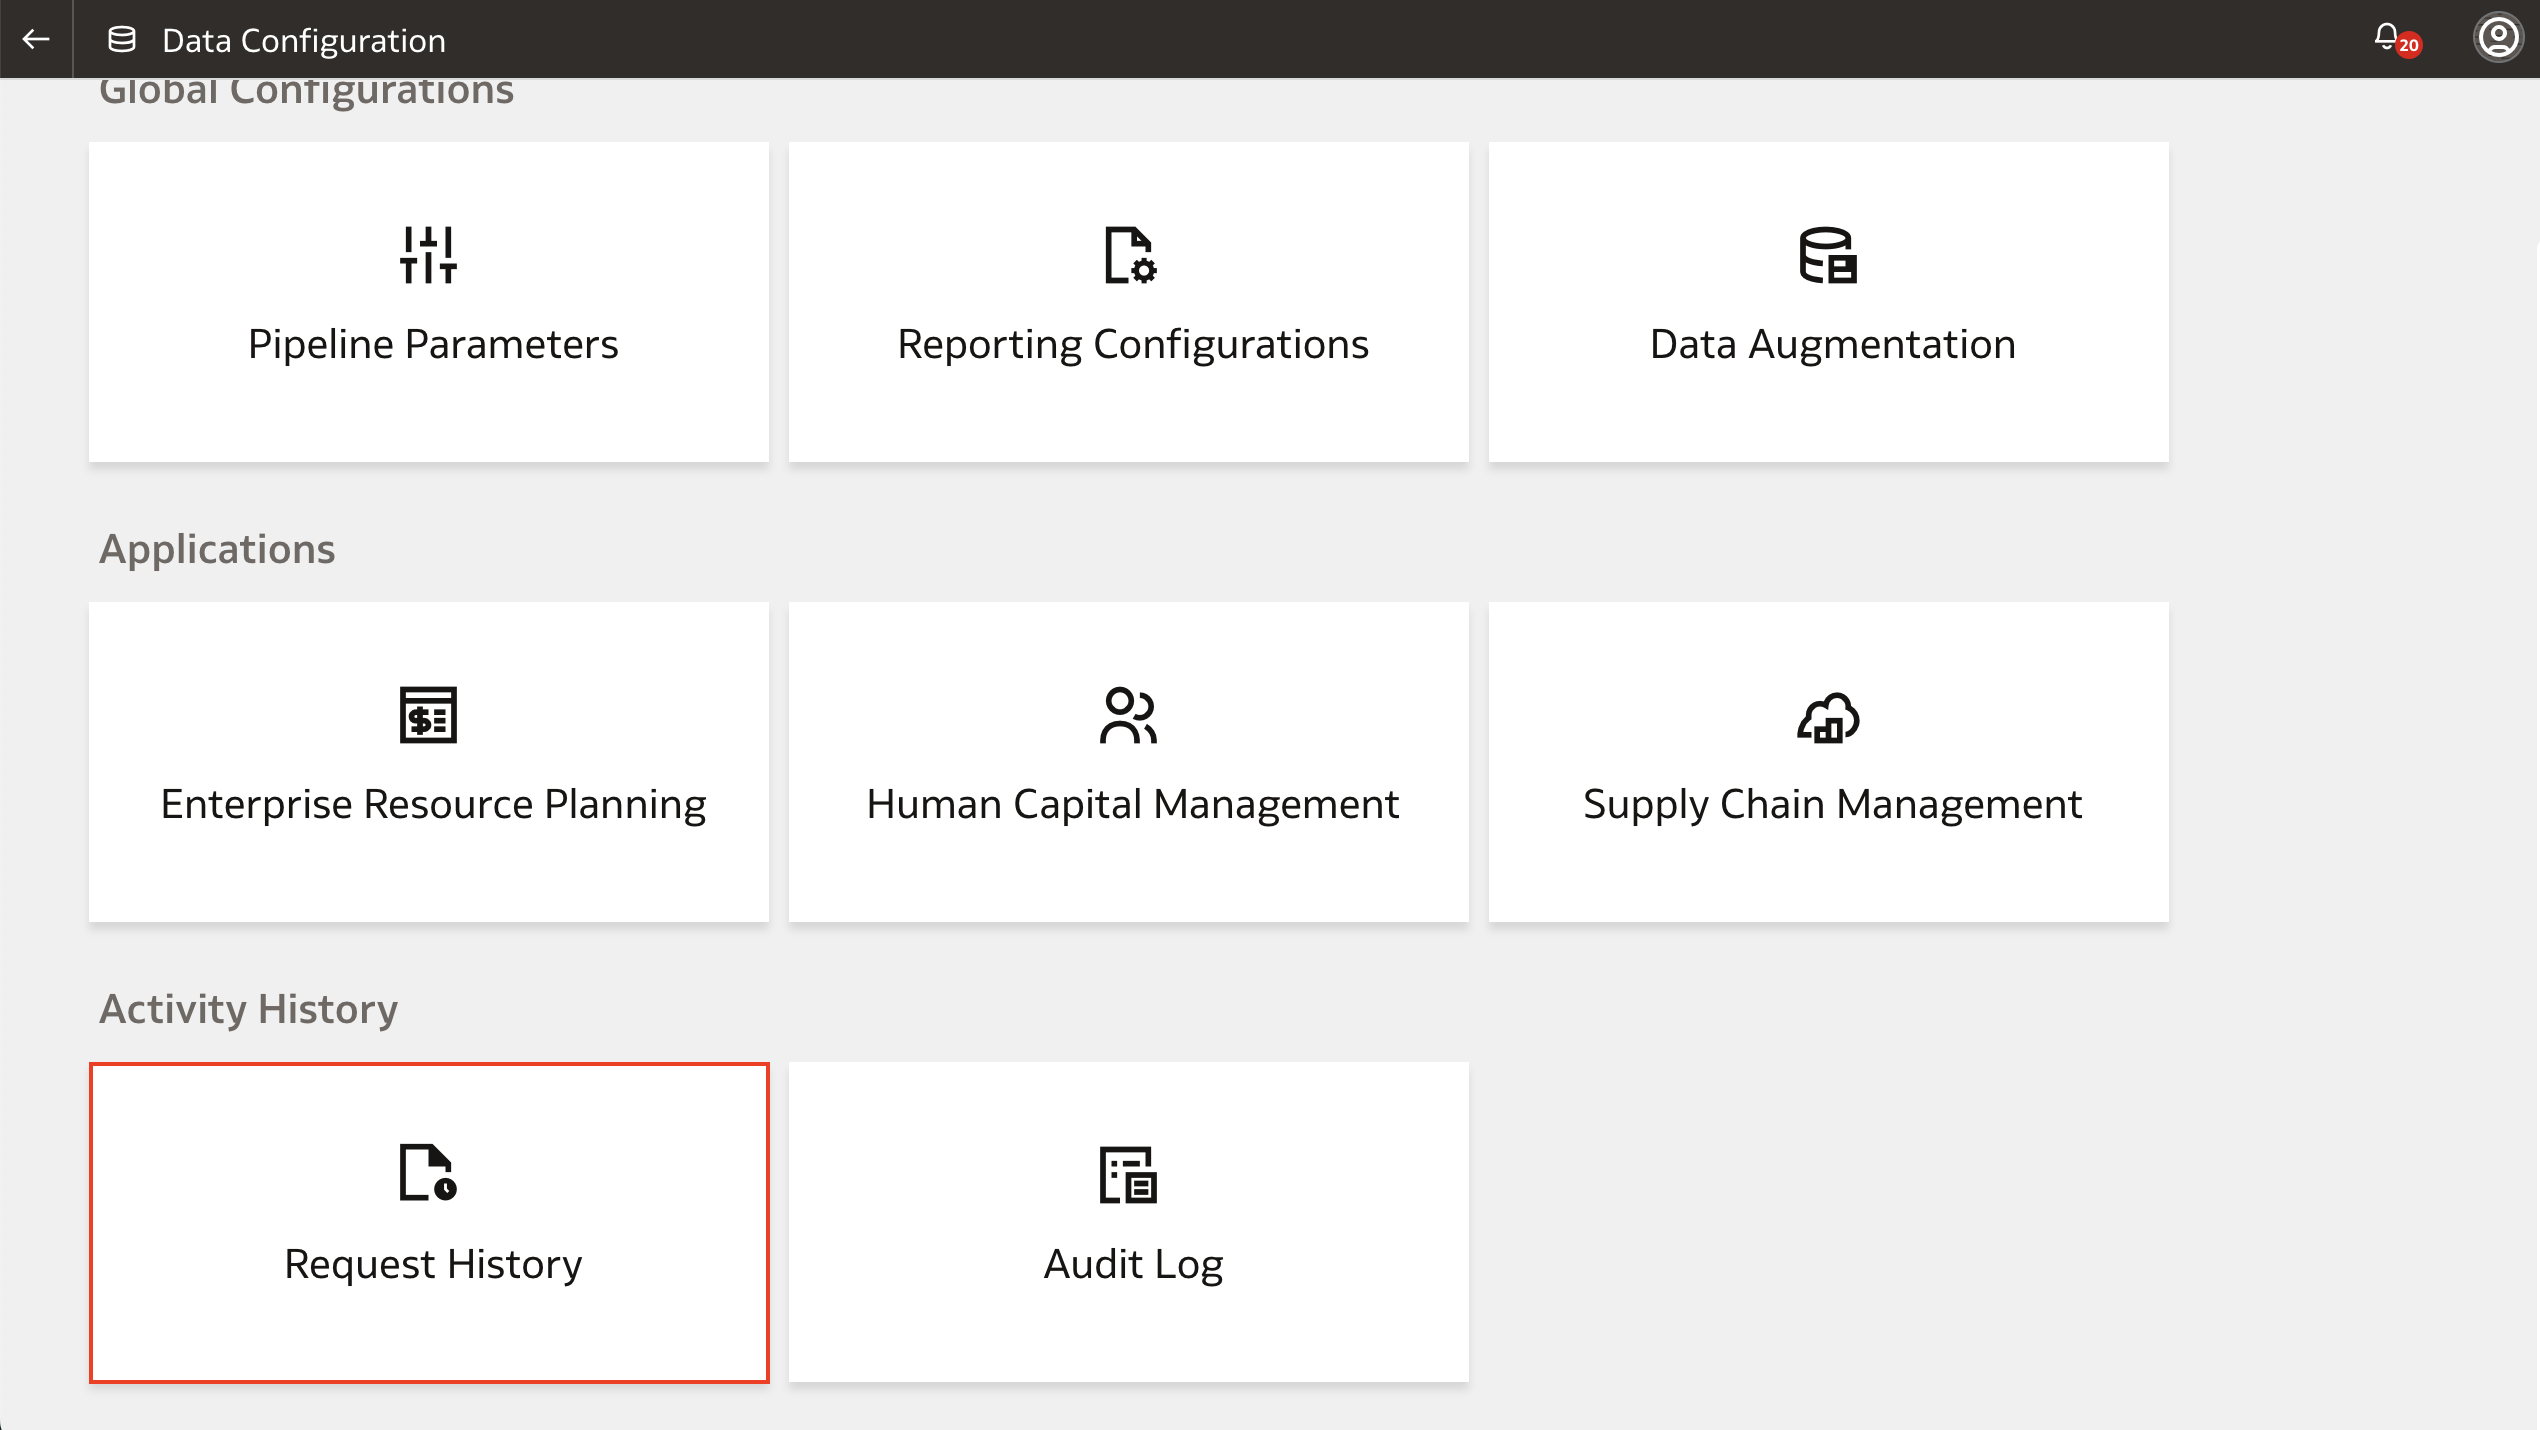 Data Configuration
20
Global Configurations
Pipeline Parameters
Reporting Configurations
Data Augmentation
Applications
Enterprise Resource Planning
Human Capital Management
Supply Chain Management
Activity History
Request History
Audit Log